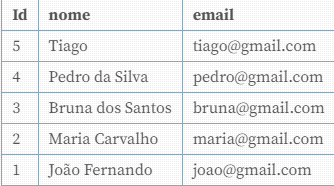 Id nome email
5 Tiago tiago@gmail.com
4 Pedro da Silva pedro@gmail.com
3 Bruna dos Santos bruna@gmail.com
2 Maria Carvalho maria@gmail.com
1 João Fernando joao@gmail.com